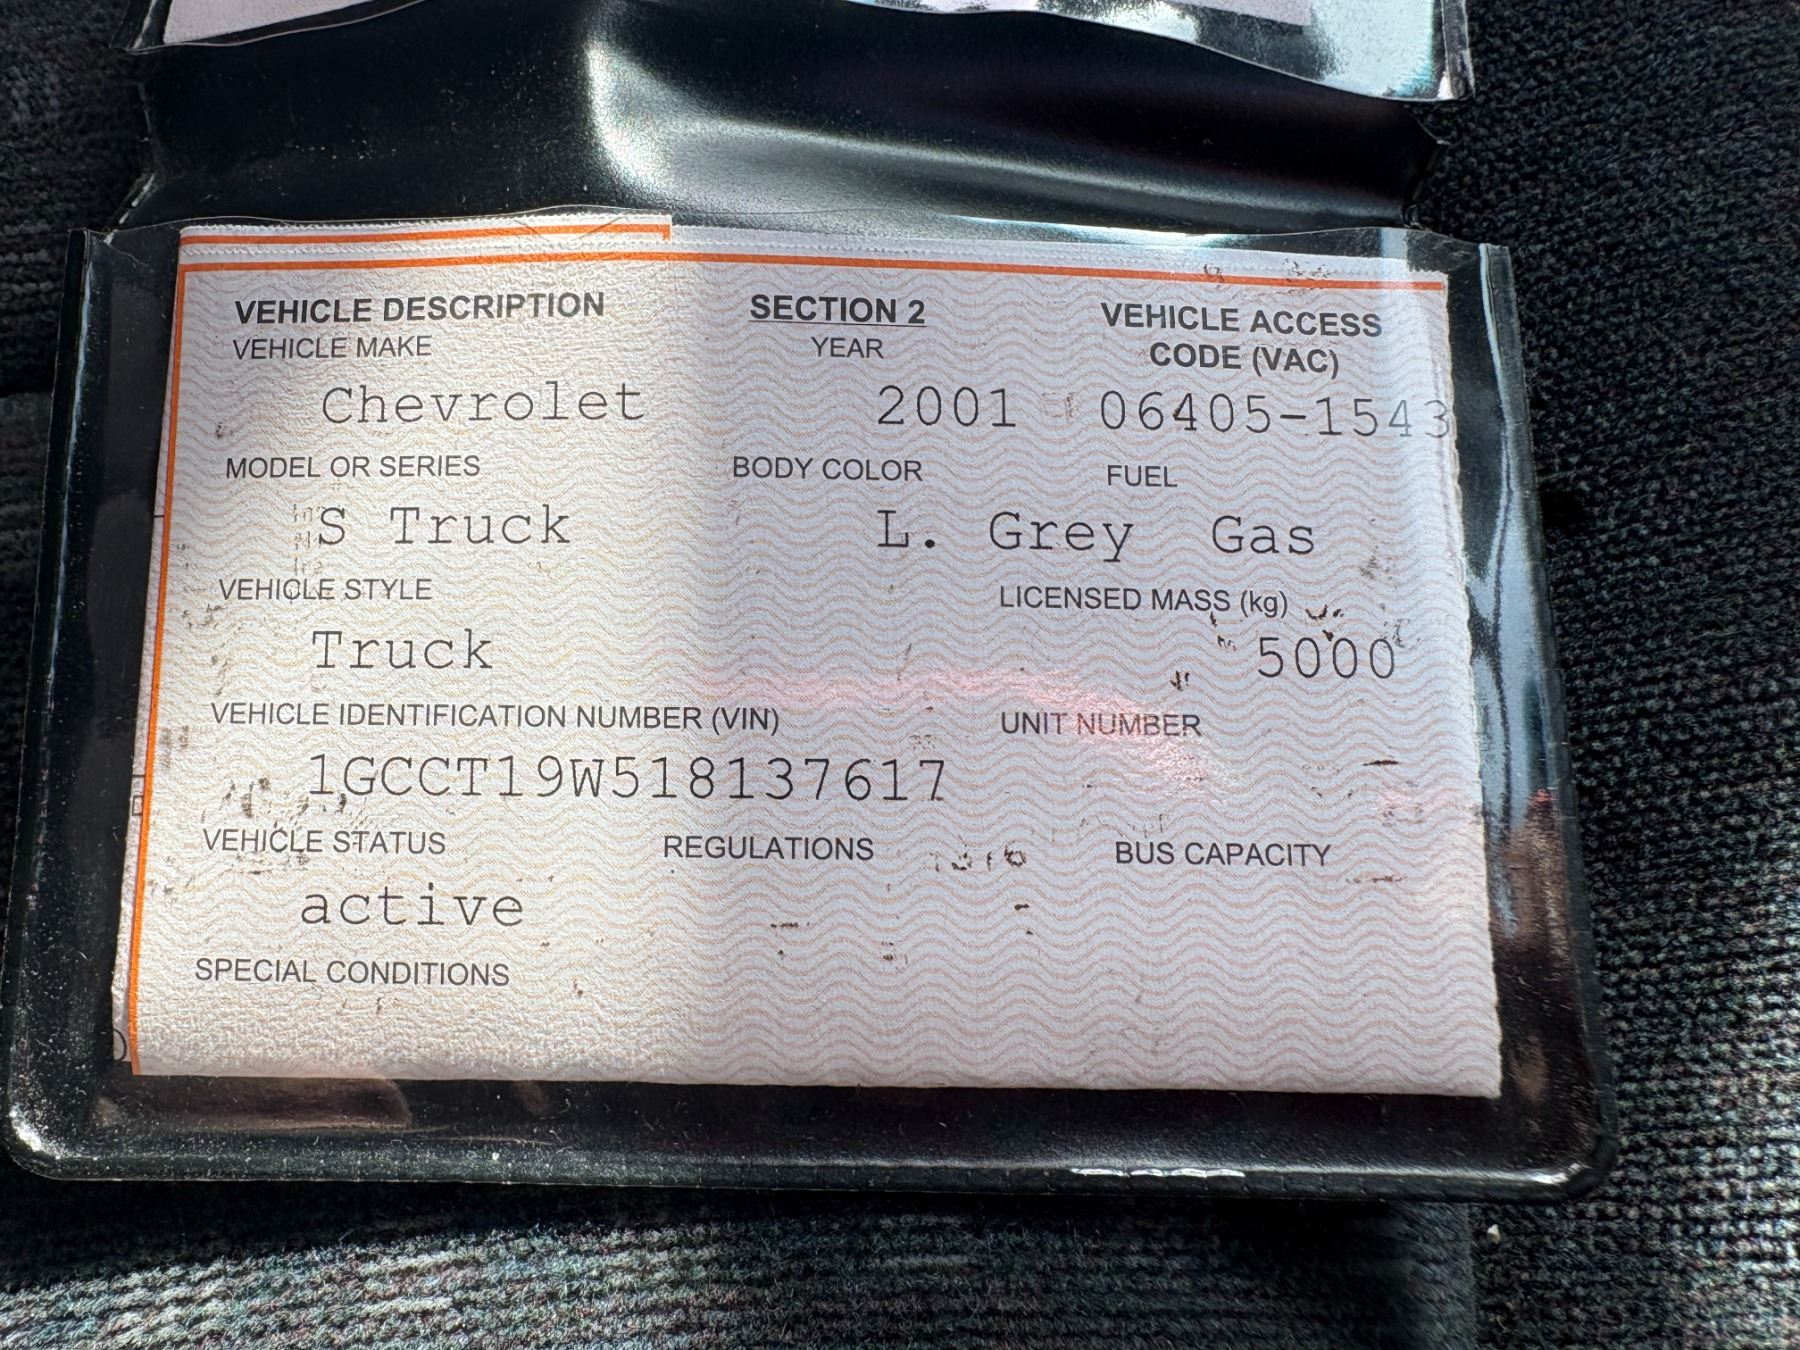 VEHICLE DESCRIPTION SECTION 2 VEHICLE ACCESS
VEHICLE MAKE YEAR CODE (VAC)
Chevrolet 2001 06405-1543
MODEL OR SERIES BODY COLOR FUEL
S Truck L. Grey Gas
VEHICLE STYLE LICENSED MASS (kg)
Truck 5000
VEHICLE IDENTIFICATION NUMBER (VIN) UNIT NUMBER
1GCCT19W518137617
VEHICLE STATUS REGULATIONS BUS CAPACITY
active
SPECIAL CONDITIONS